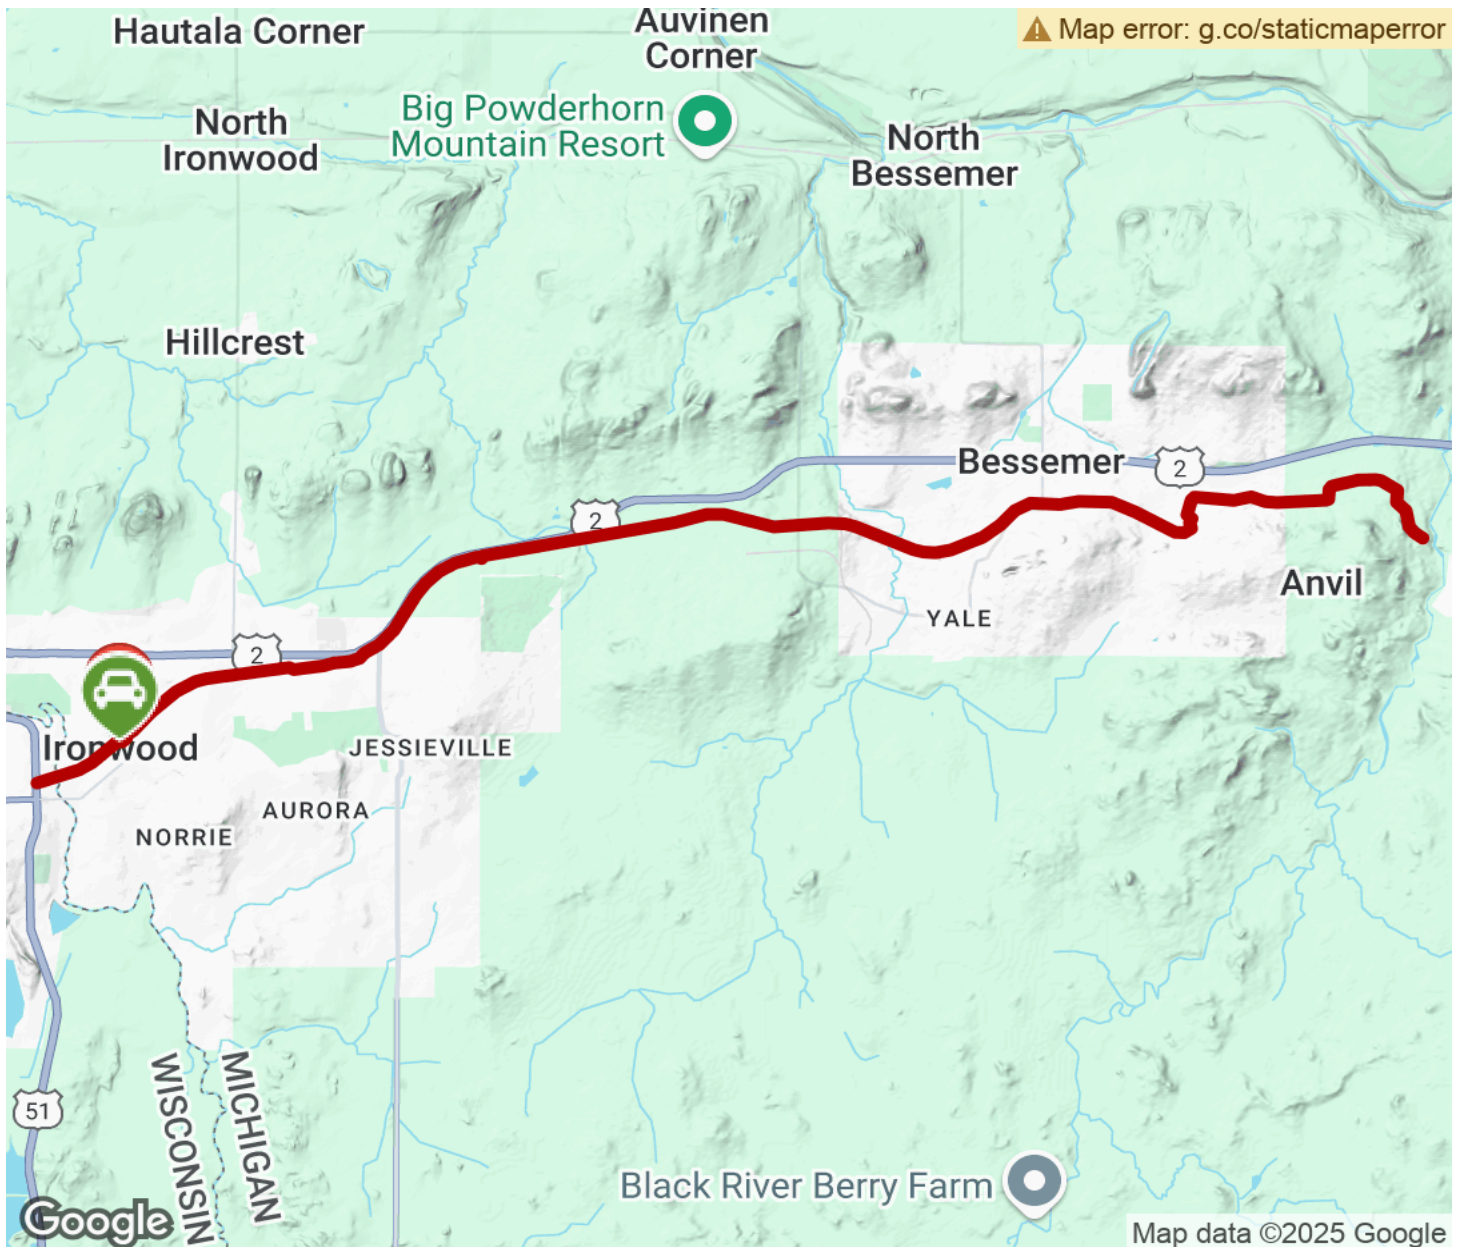 Hautala Corner
Auvinen
Corner
Map error: g.co/staticmaperror
Big Powderhorn
Mountain Resort
North
Ironwood
North
Bessemer
Hillcrest
Bessemer
2
2
Anvil
YALE
2
Ironwood
JESSIEVILLE
AURORA
NORRIE
WISCONSIN
MICHIGAN
51
Black River Berry Farm
Google
Map data ©2025 Google